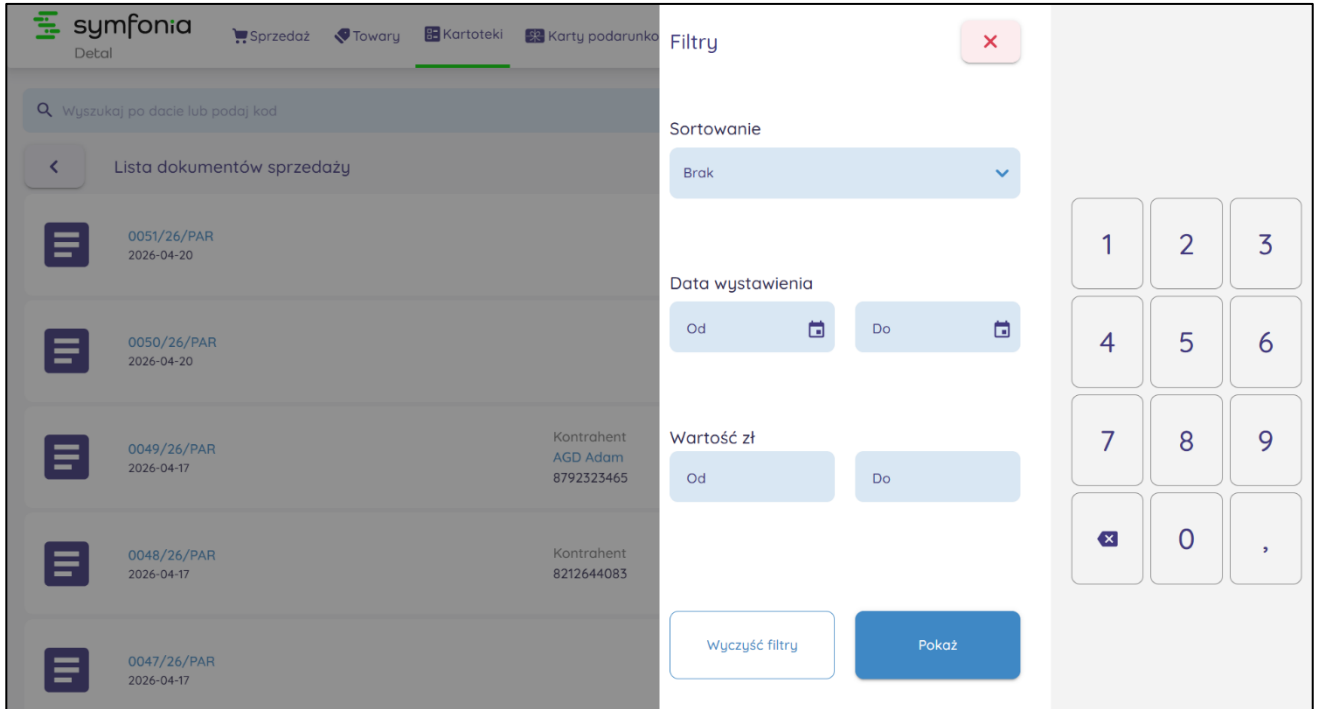 symfonia
Detal
Sprzedaż
Towary
Kartoteki
Karty podarunko
Wyszukaj po dacie lub podaj kod
Lista dokumentów sprzedaży
0051/26/PAR
2026-04-20
0050/26/PAR
2026-04-20
0049/26/PAR
2026-04-17
Kontrahent
AGD Adam
8792323465
0048/26/PAR
2026-04-17
Kontrahent
8212644083
0047/26/PAR
2026-04-17
Filtry
Sortowanie
Brak
Data wystawienia
Od
Do
Wartość zł
Od
Do
Wyczyść filtry
Pokaż
1 2 3
4 5 6
7 8 9
0 ,